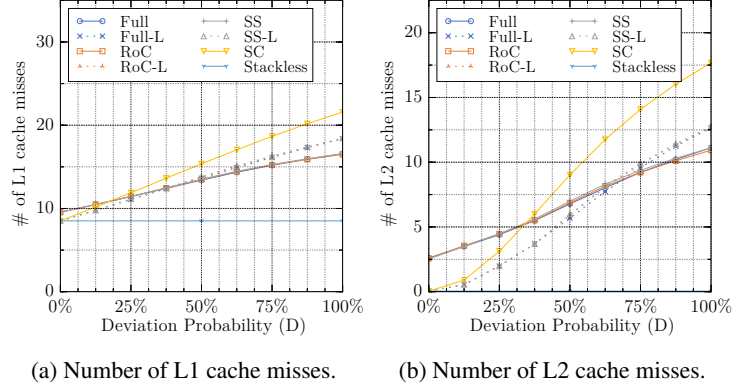 Full
Full-L
RoC
RoC-L
SS
SS-L
SC
Stackless
30
20
10
0
# of L1 cache misses
0% 25% 50% 75% 100%
Deviation Probability (D)
(a) Number of L1 cache misses.
Full
Full-L
RoC
RoC-L
SS
SS-L
SC
Stackless
20
15
10
5
0
# of L2 cache misses
0% 25% 50% 75% 100%
Deviation Probability (D)
(b) Number of L2 cache misses.